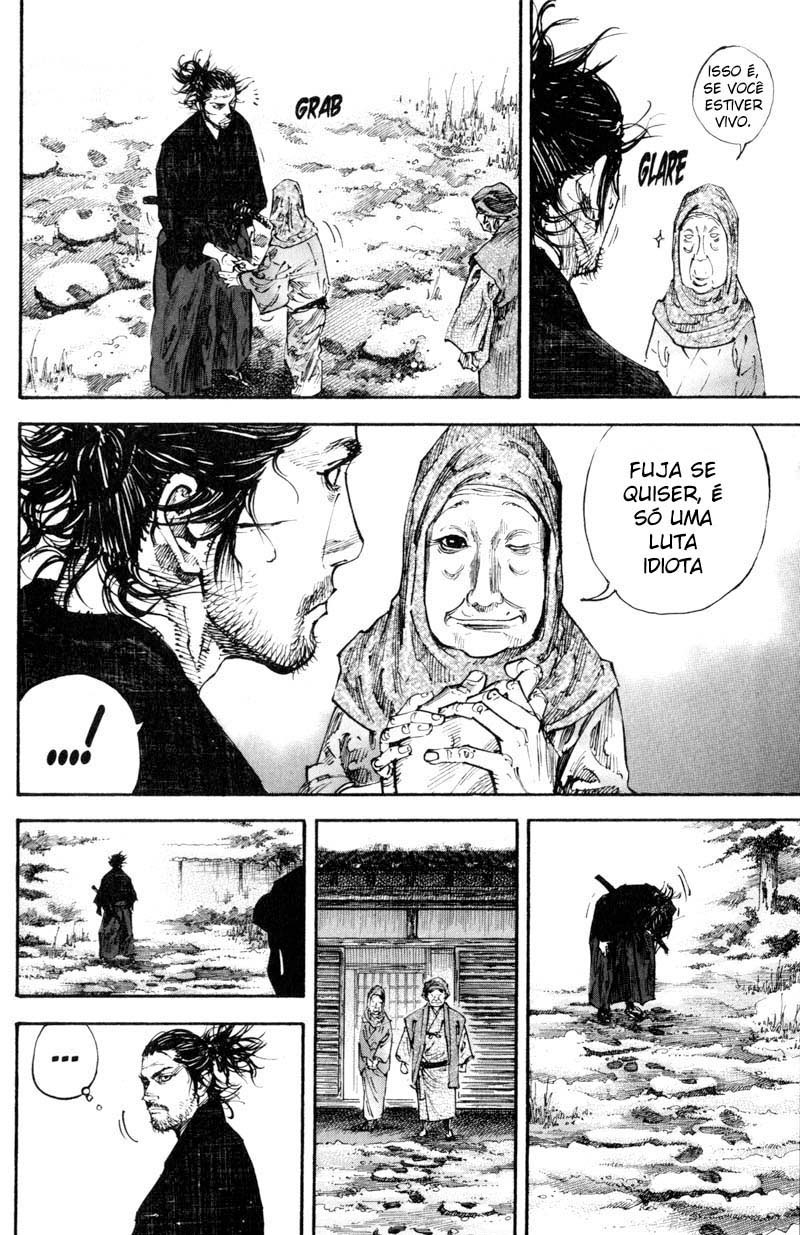 GRAB
ISSO É,
SE VOCÊ
ESTIVER
VIVO.
GLARE
FUJA SE
QUISER, É
SÓ UMA
LUTA
IDIOTA
....!
...